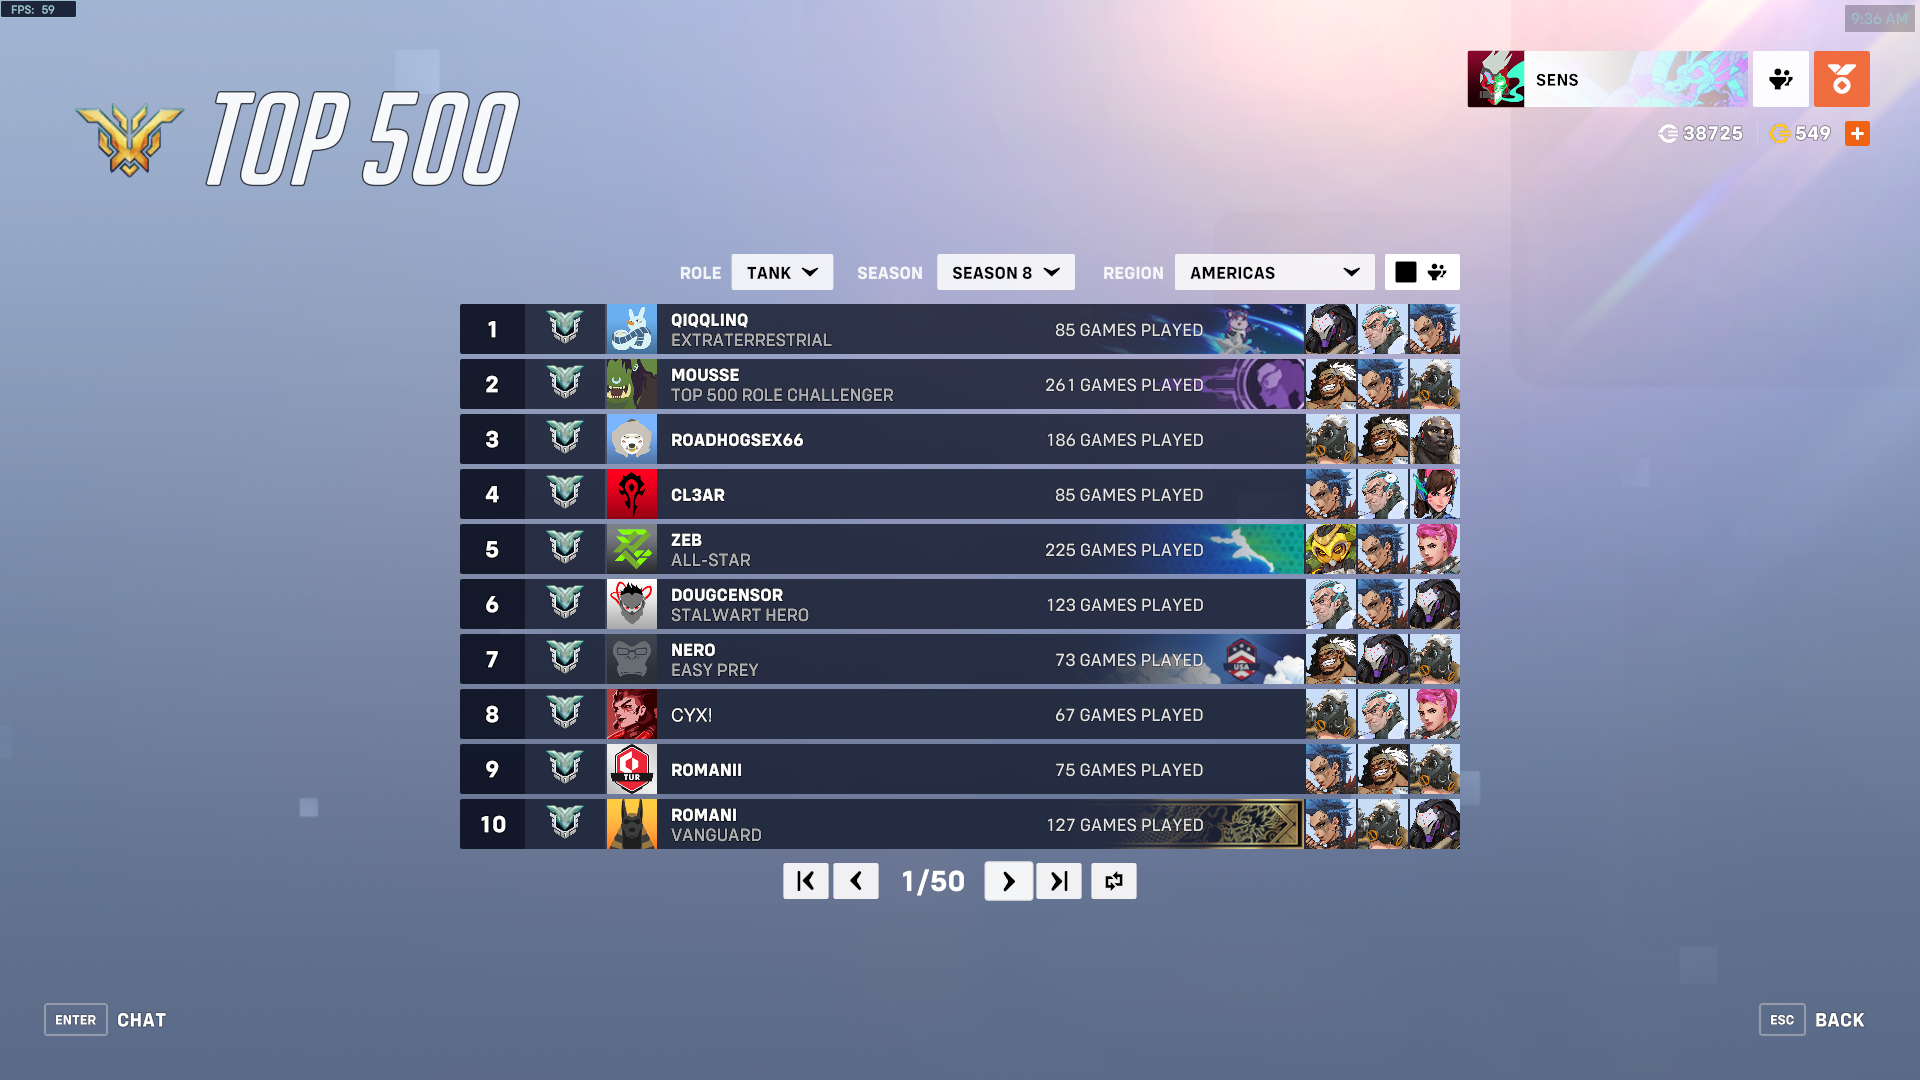 FPS: 59
9:36 AM
TOP 500
SENS
38725
549
ROLE TANK SEASON SEASON 8 REGION AMERICAS
1 QIQQLINQ 85 GAMES PLAYED
EXTRATERRESTRIAL
2 MOUSSE 261 GAMES PLAYED
TOP 500 ROLE CHALLENGER
3 ROADHOGSEX66 186 GAMES PLAYED
4 CL3AR 85 GAMES PLAYED
5 ZEB 225 GAMES PLAYED
ALL-STAR
6 DOUGCENSOR 123 GAMES PLAYED
STALWART HERO
7 NERO 73 GAMES PLAYED
EASY PREY
USA
8 CYX! 67 GAMES PLAYED
9 ROMANII 75 GAMES PLAYED
TUR
10 ROMANI 127 GAMES PLAYED
VANGUARD
1/50
ENTER CHAT
ESC BACK